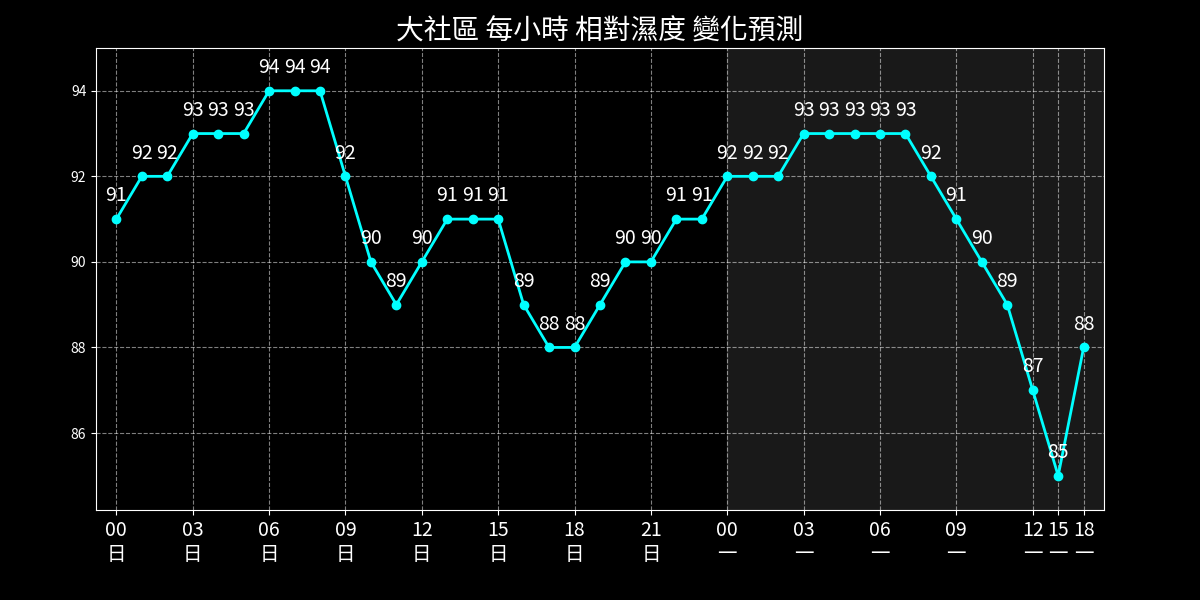 大社區 每小時 相對濕度 變化預測
94 94 94
94
93 93 93 93 93 93 93 93
92 92 92 92 92 92 92
92
91 91 91 91 91 91 91
90 90 90 90 90
90
89 89 89 89
88 88 88
88
87
86
85
00 03 06 09 12 15 18 21 00 03 06 09 12 15 18
日 日 日 日 日 日 日 日 一 一 一 一 一 一 一